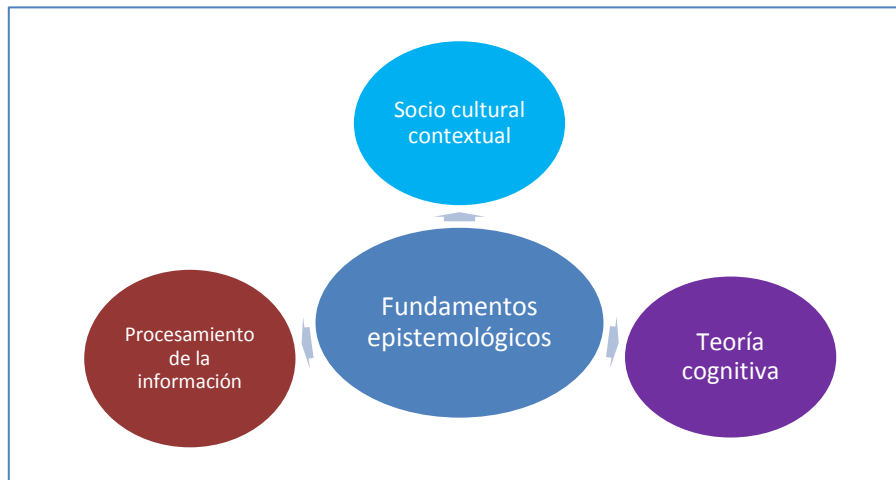 Socio cultural
contextual
Fundamentos
epistemológicos
Procesamiento
de la
información
Teoría
cognitiva